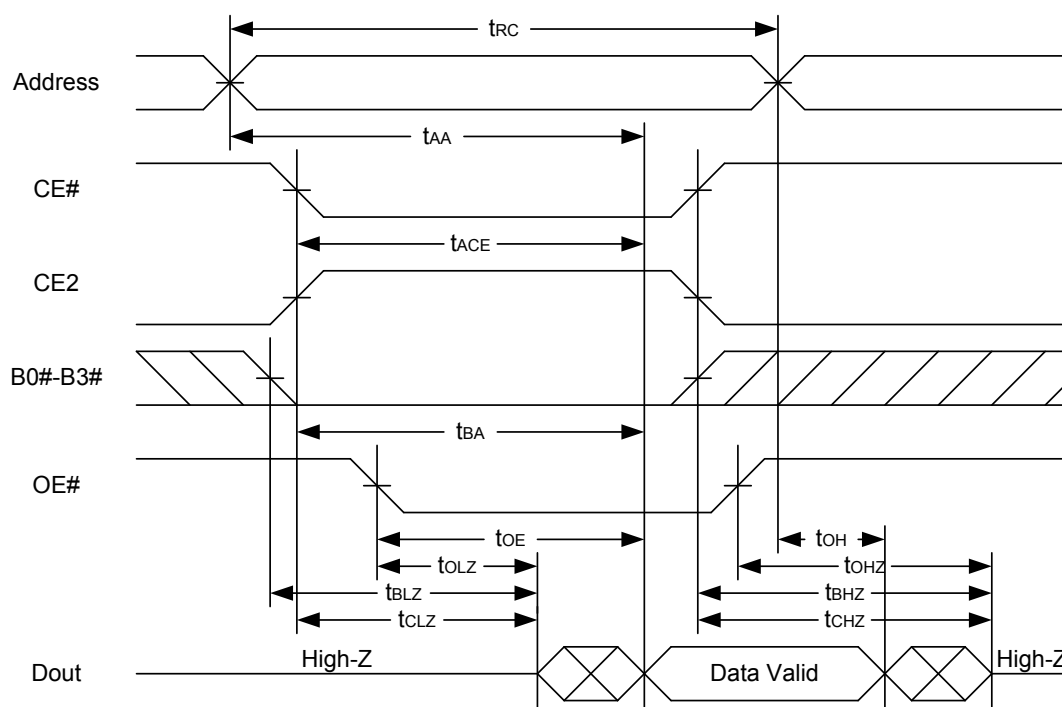 tRC
Address
tAA
CE#
tACE
CE2
B0#-B3#
tBA
OE#
tOE
tOH
tOLZ
tOHZ
tBLZ
tBHZ
tCLZ
tCHZ
High-Z
High-Z
Dout
Data Valid